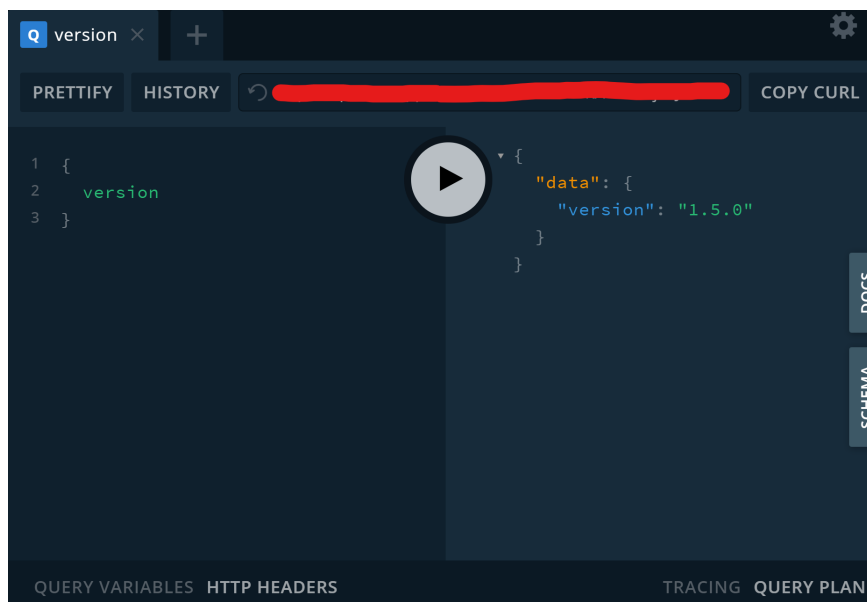 Q version
PRETTIFY HISTORY COPY CURL
1 {
2 version
3 }
{
"data": {
"version": "1.5.0"
}
}
DOCS
SCHEMA
QUERY VARIABLES HTTP HEADERS TRACING QUERY PLAN